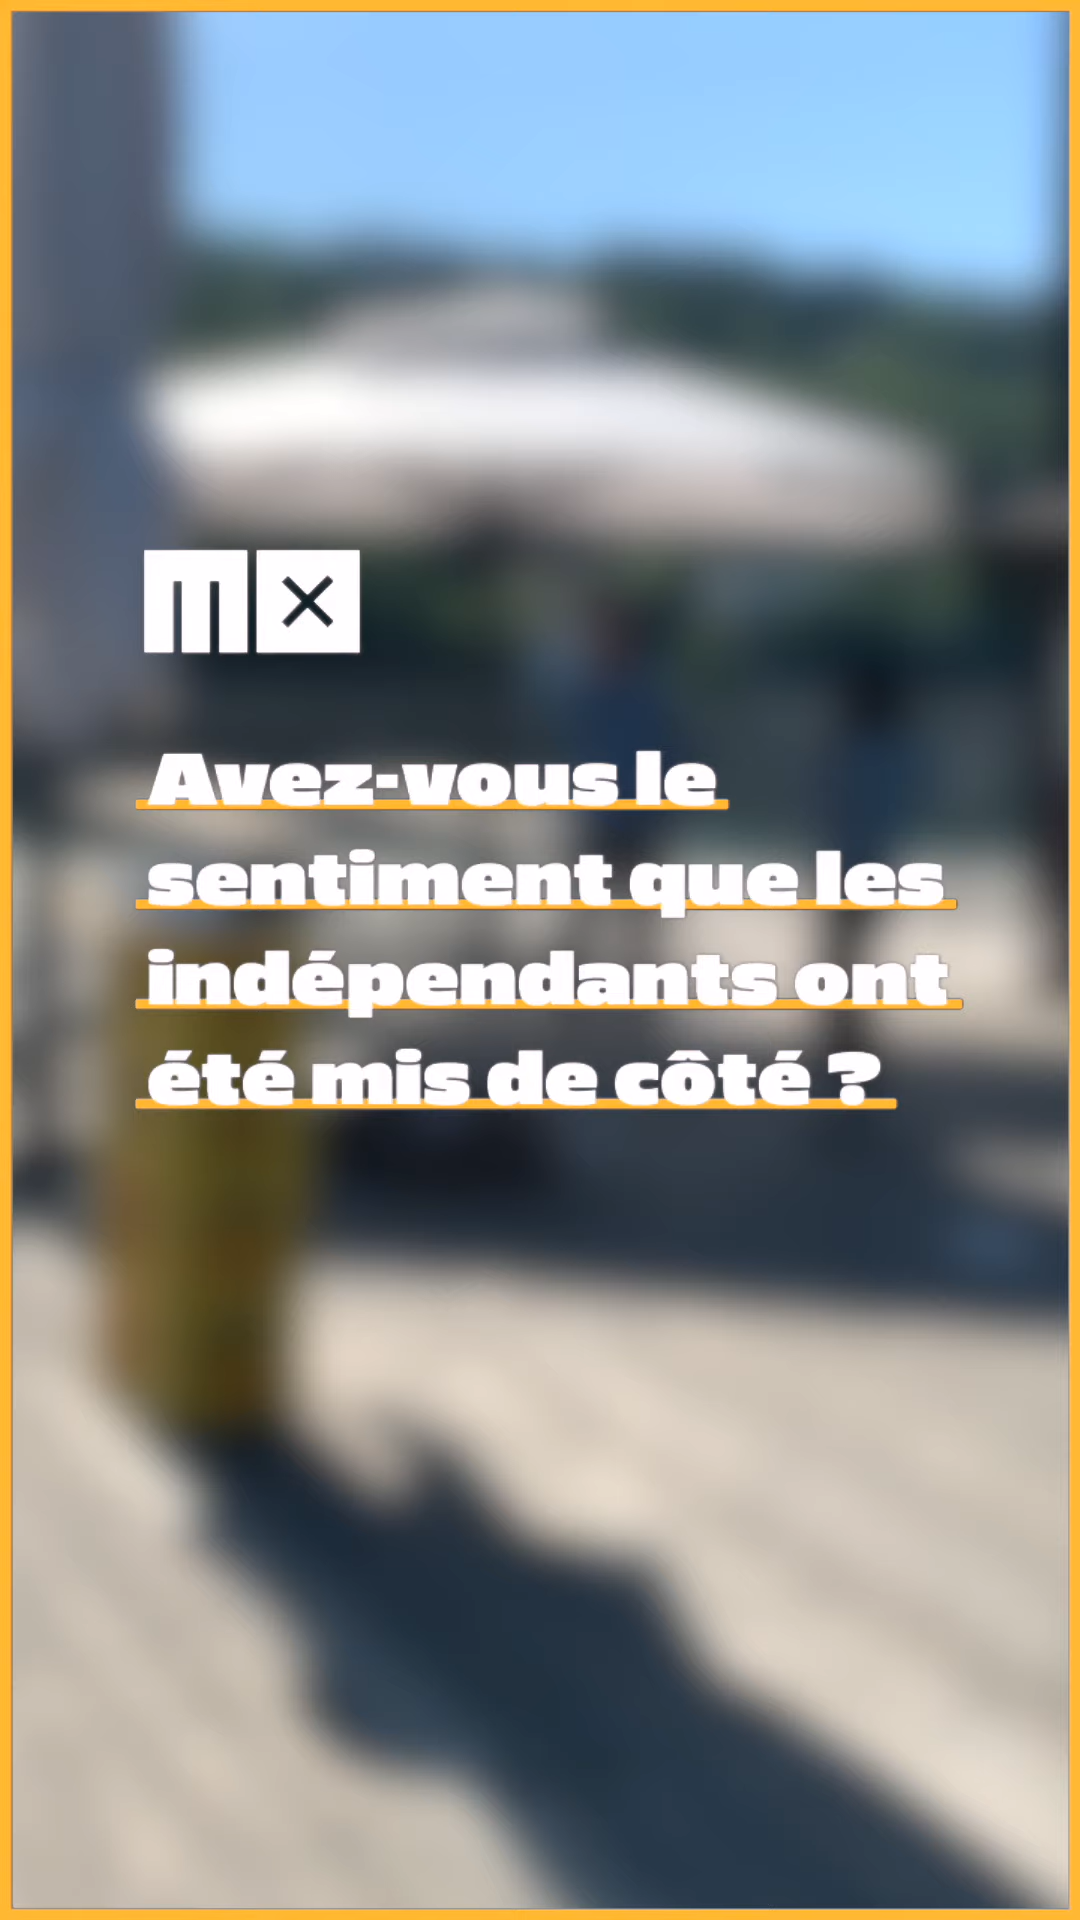 m×
Avez-vous le
sentiment que les
indépendants ont
été mis de côté ?